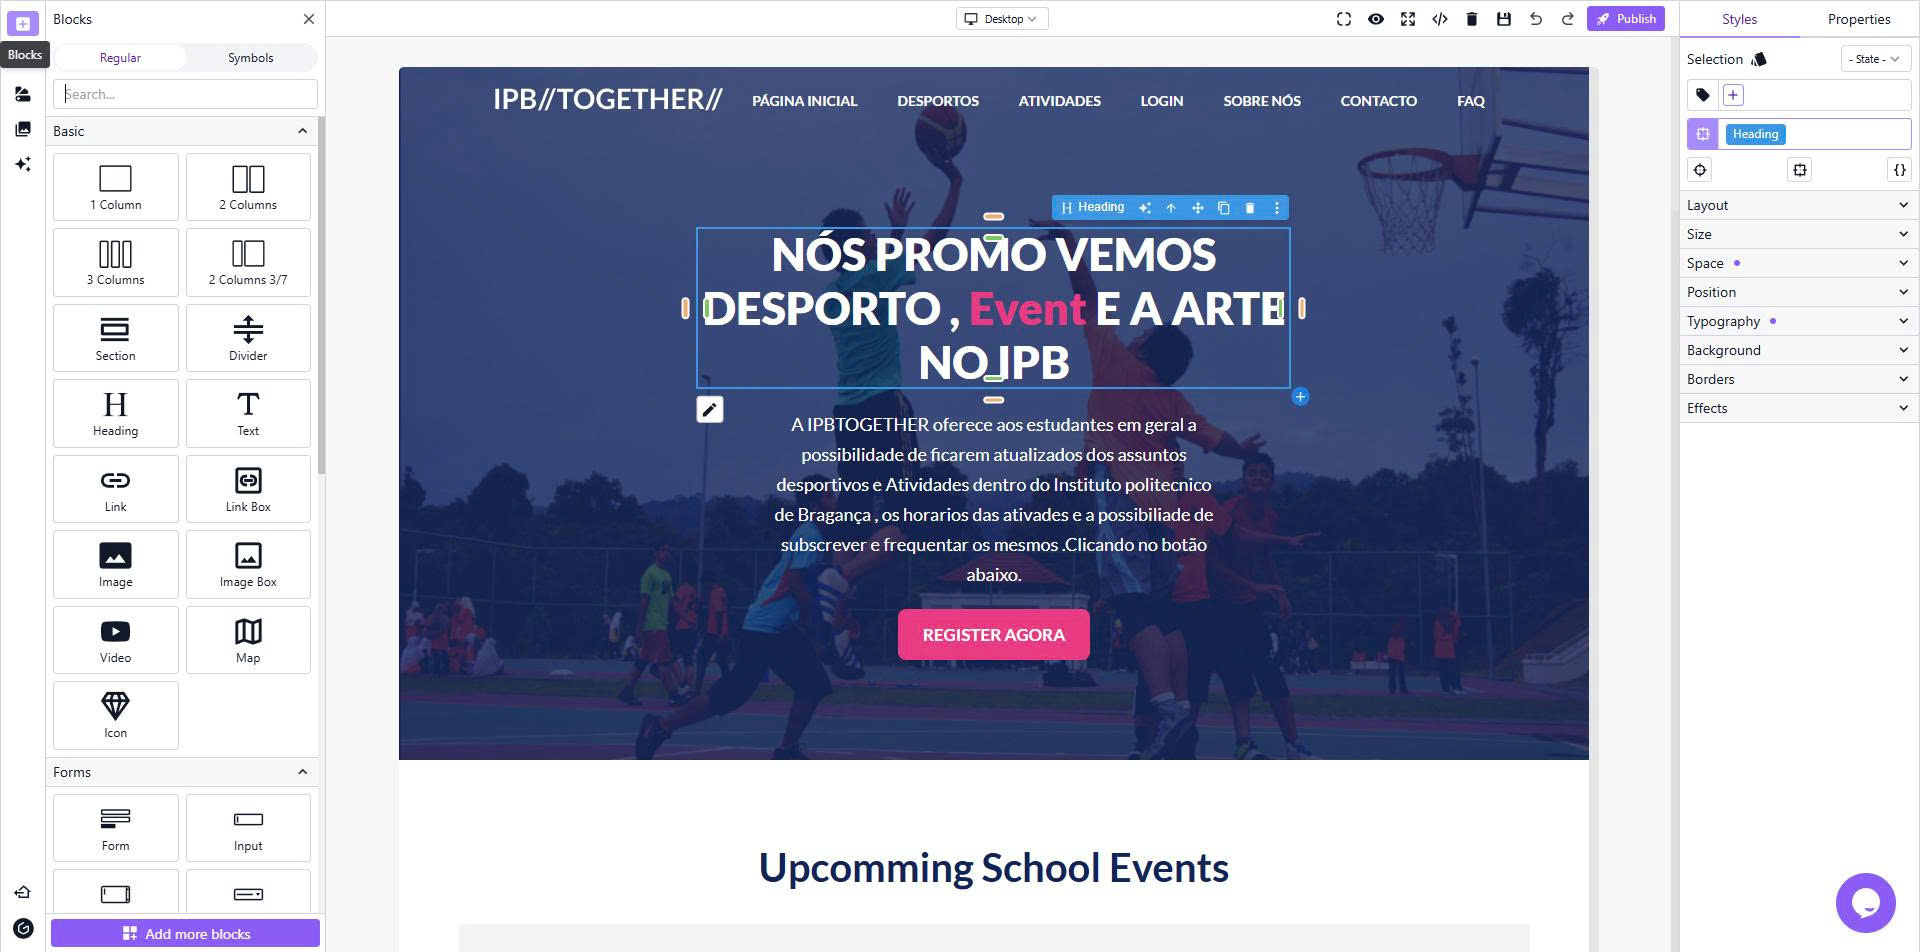 Blocks
Blocks
Regular
Symbols
Search...
Basic
1 Column
2 Columns
3 Columns
2 Columns 3/7
Section
Divider
Heading
Text
Link
Link Box
Image
Image Box
Video
Map
Icon
Forms
Form
Input
Add more blocks
Desktop
Publish
IPB//TOGETHER//
PÁGINA INICIAL
DESPORTOS
ATIVIDADES
LOGIN
SOBRE NÓS
CONTACTO
FAQ
Heading
NÓS PROMO VEMOS
DESPORTO , Event E A ARTE
NO IPB
A IPBTOGETHER oferece aos estudantes em geral a
possibilidade de ficarem atualizados dos assuntos
desportivos e Atividades dentro do Instituto politecnico
de Bragança , os horarios das ativades e a possibiliade de
subscrever e frequentar os mesmos .Clicando no botão
abaixo.
REGISTER AGORA
Upcomming School Events
Styles
Properties
Selection
- State -
Heading
Layout
Size
Space
Position
Typography
Background
Borders
Effects